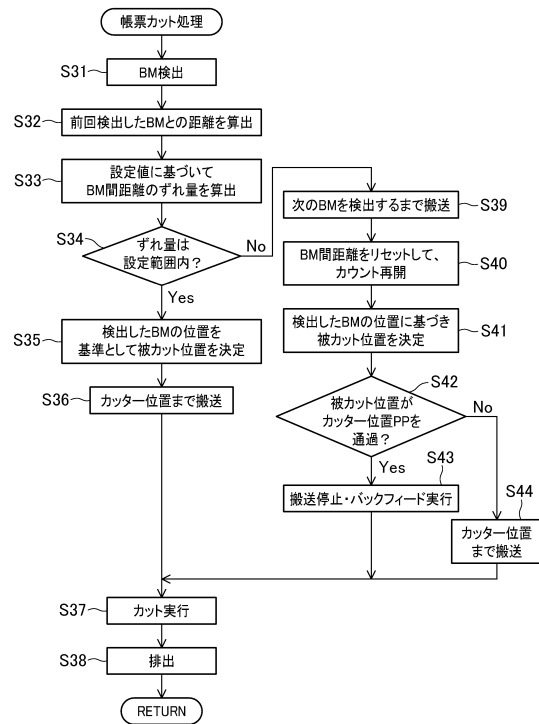 帳票カット処理
S31
BM検出
S32
前回検出したBMとの距離を算出
S33
設定値に基づいて
BM間距離のずれ量を算出
S34
ずれ量は
設定範囲内？
No
Yes
S35
検出したBMの位置を
基準として被カット位置を決定
S36
カッター位置まで搬送
次のBMを検出するまで搬送
S39
BM間距離をリセットして、
カウント再開
S40
検出したBMの位置に基づき
被カット位置を決定
S41
S42
被カット位置が
カッター位置PPを
通過？
No
Yes
S43
搬送停止・バックフィード実行
S44
カッター位置
まで搬送
S37
カット実行
S38
排出
RETURN